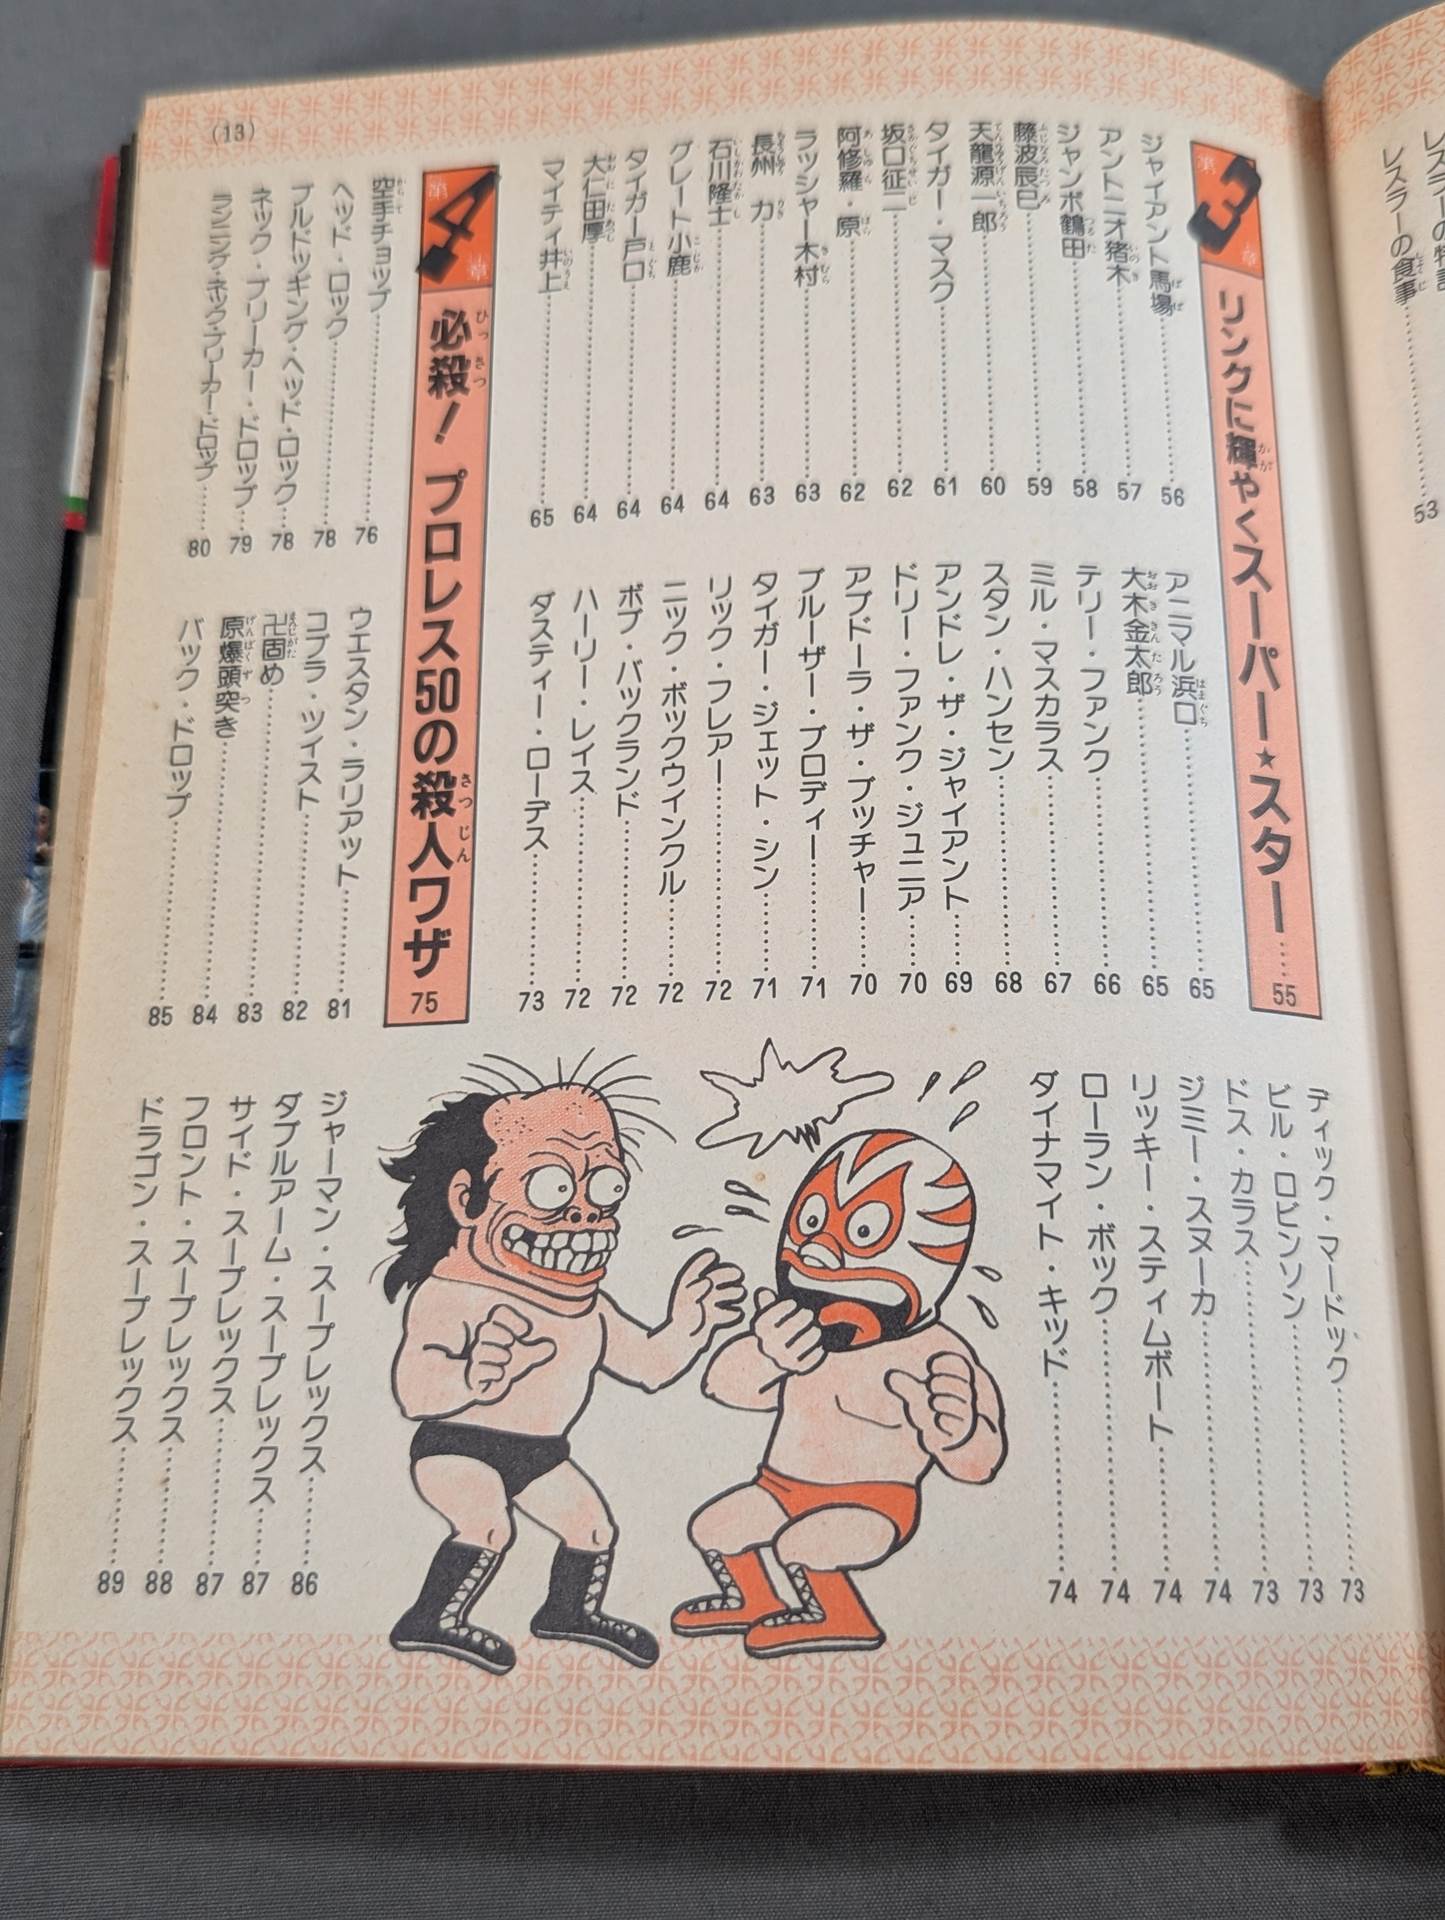 レスラーの
レスラーの食事
しょくじ
53
第3章 リンクに輝やくスーパー★スター……55
ジャイアント馬場……56
アントニオ猪木……57
ジャンボ鶴田……58
藤波辰巳……59
天龍源一郎……60
タイガー・マスク……61
坂口征二……62
阿修羅・原……62
ラッシャー木村……63
長州 力……63
石川隆士……64
グレート小鹿……64
タイガー戸口……64
大仁田厚……64
マイティ井上……65
アニマル浜口……65
大木金太郎……65
テリー・ファンク……66
ミル・マスカラス……67
スタン・ハンセン……68
アンドレ・ザ・ジャイアント……69
ドリー・ファンク・ジュニア……70
アブドーラ・ザ・ブッチャー……70
ブルーザー・ブロディー……71
タイガー・ジェット・シン……71
リック・フレアー……72
ニック・ボックウインクル……72
ボブ・バックランド……72
ハーリー・レイス……72
ダスティー・ローデス……73
ディック・マードック……73
ビル・ロビンソン……73
ドス・カラス……73
ジミー・スヌーカ……74
リッキー・スティムボート……74
ローラン・ボック……74
ダイナマイト・キッド……74
第4章 必殺！プロレス50の殺人ワザ 75
空手チョップ……76
ヘッド・ロック……78
ブルドッギング・ヘッド・ロック……78
ネック・ブリーカー・ドロップ……79
ランニング・ネック・ブリーカー・ドロップ……80
ウエスタン・ラリアット……81
コブラ・ツイスト……82
卍固め……83
原爆頭突き……84
バック・ドロップ……85
ジャーマン・スープレックス……86
ダブルアーム・スープレックス……87
サイド・スープレックス……87
フロント・スープレックス……88
ドラゴン・スープレックス……89
(13)